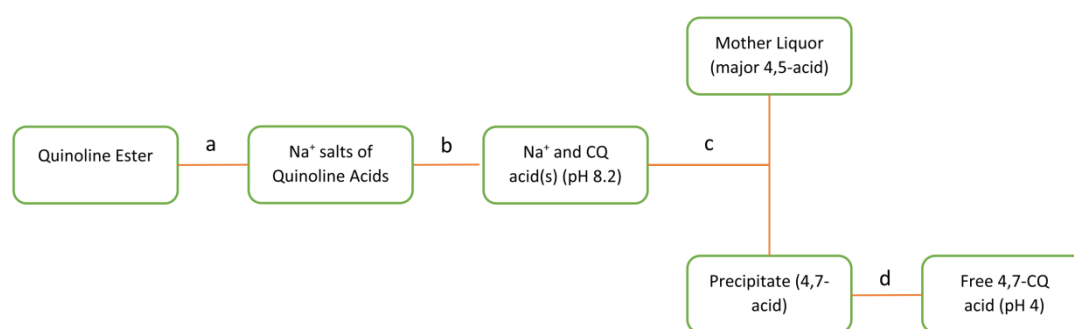 Mother Liquor
(major 4,5-acid)
Quinoline Ester
a
Na⁺ salts of
Quinoline Acids
b
Na⁺ and CQ
acid(s) (pH 8.2)
c
Precipitate (4,7-
acid)
d
Free 4,7-CQ
acid (pH 4)